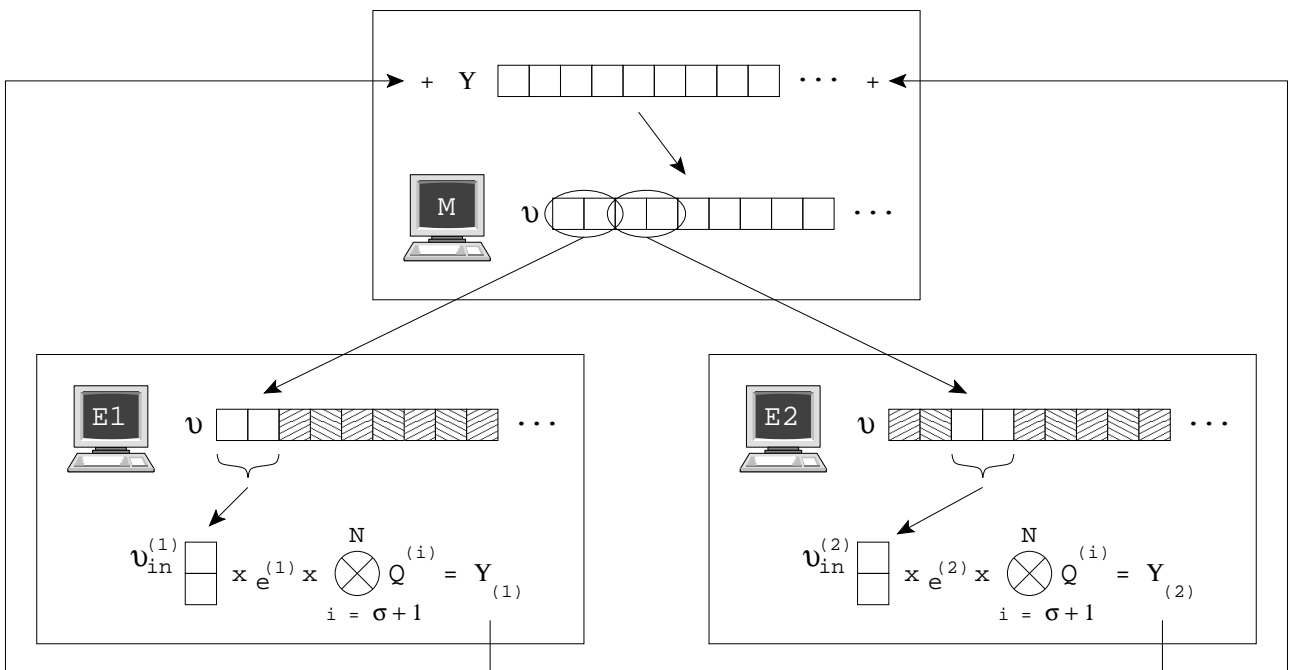 + Y ··· +
M υ ···
E1 υ ···
E2 υ ···
υ_in^(1) x e^(1) x ⊗ Q^(i) = Y_(1)
N
i = σ + 1
υ_in^(2) x e^(2) x ⊗ Q^(i) = Y_(2)
N
i = σ + 1